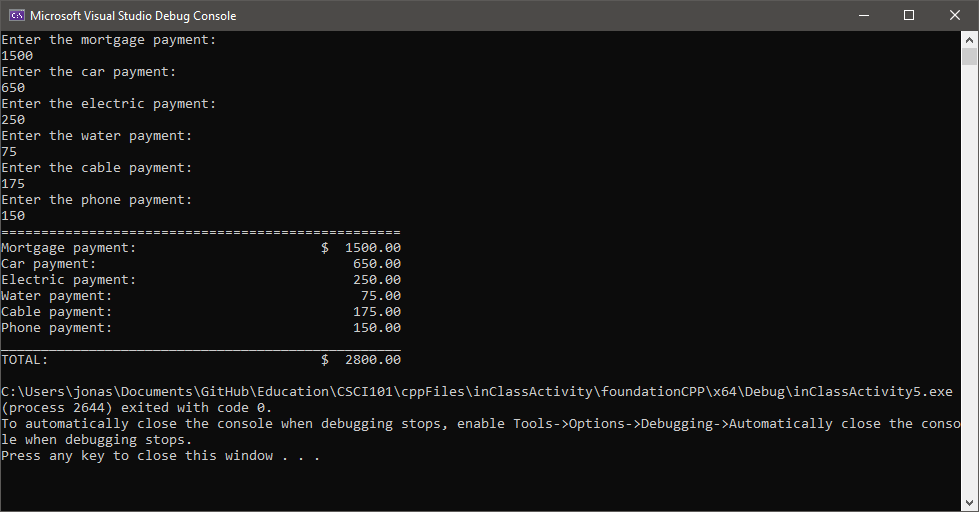 Microsoft Visual Studio Debug Console
Enter the mortgage payment:
1500
Enter the car payment:
650
Enter the electric payment:
250
Enter the water payment:
75
Enter the cable payment:
175
Enter the phone payment:
150
==================================================
Mortgage payment:                       $  1500.00
Car payment:                                650.00
Electric payment:                           250.00
Water payment:                               75.00
Cable payment:                              175.00
Phone payment:                              150.00
__________________________________________________
TOTAL:                                  $  2800.00
C:\Users\jonas\Documents\GitHub\Education\CSCI101\cppFiles\inClassActivity\foundationCPP\x64\Debug\inClassActivity5.exe
(process 2644) exited with code 0.
To automatically close the console when debugging stops, enable Tools->Options->Debugging->Automatically close the conso
le when debugging stops.
Press any key to close this window . . .